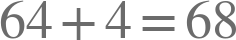 64 + 4 = 68